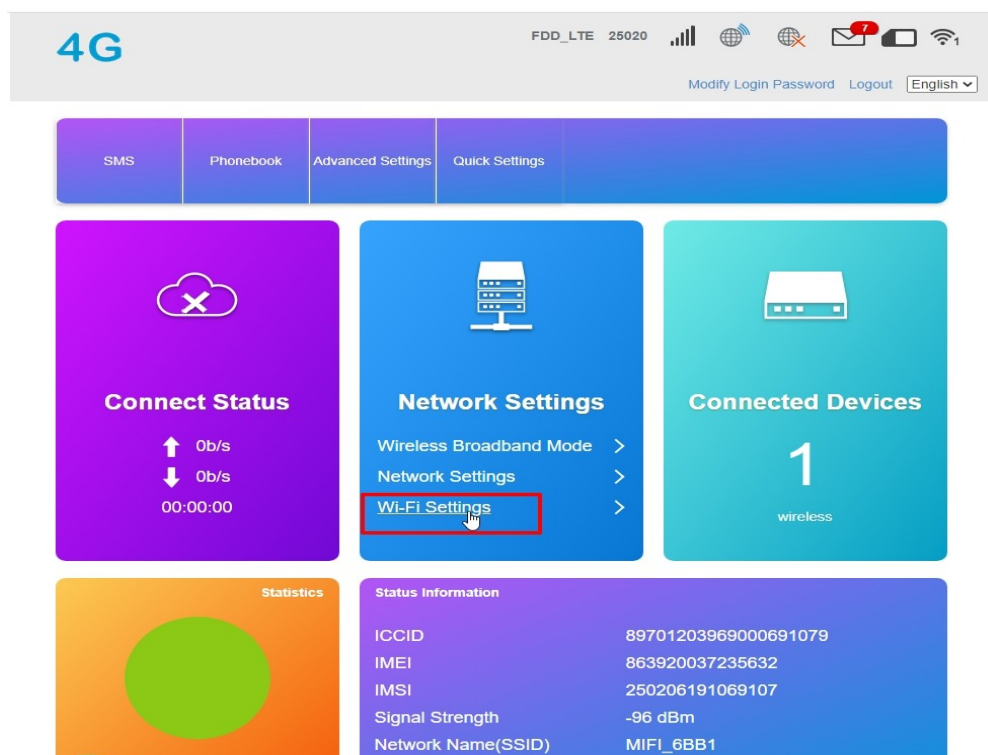 4G
FDD_LTE 25020
7
1
Modify Login Password Logout English
SMS Phonebook Advanced Settings Quick Settings
Connect Status
0b/s
0b/s
00:00:00
Network Settings
Wireless Broadband Mode
Network Settings
Wi-Fi Settings
Connected Devices
1
wireless
Statistics
Status Information
ICCID 89701203969000691079
IMEI 863920037235632
IMSI 250206191069107
Signal Strength -96 dBm
Network Name(SSID) MIFI_6BB1